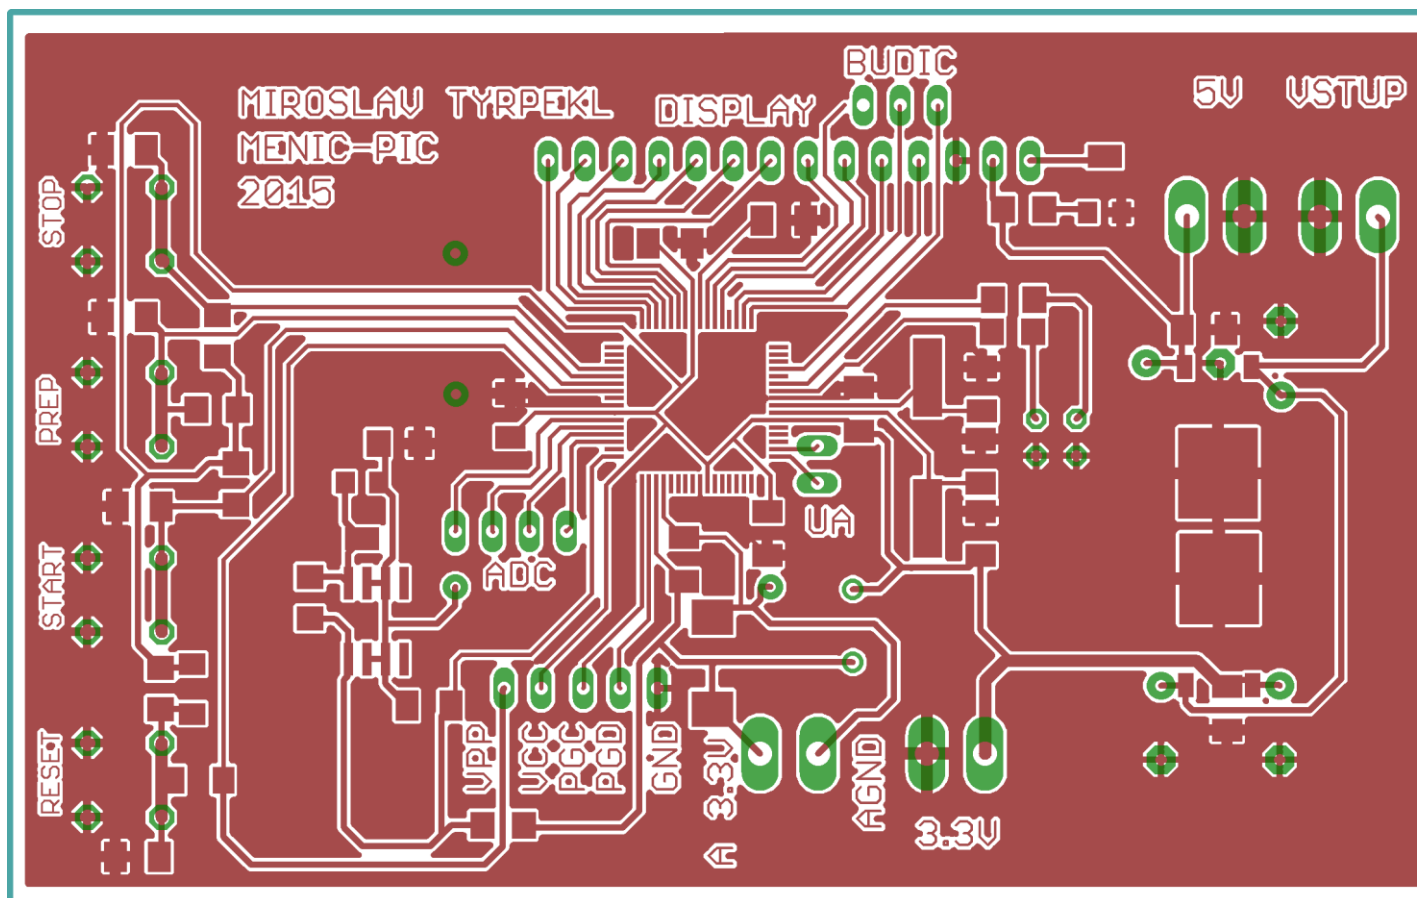 BUDIC
MIROSLAV TYRPEKL
DISPLAY
5V VSTUP
MENIC-PIC
2015
STOP
PREP
START
RESET
ADC
UA
VPP
VCC
PGC
PGD
GND
A 3.3V
AGND
3.3V